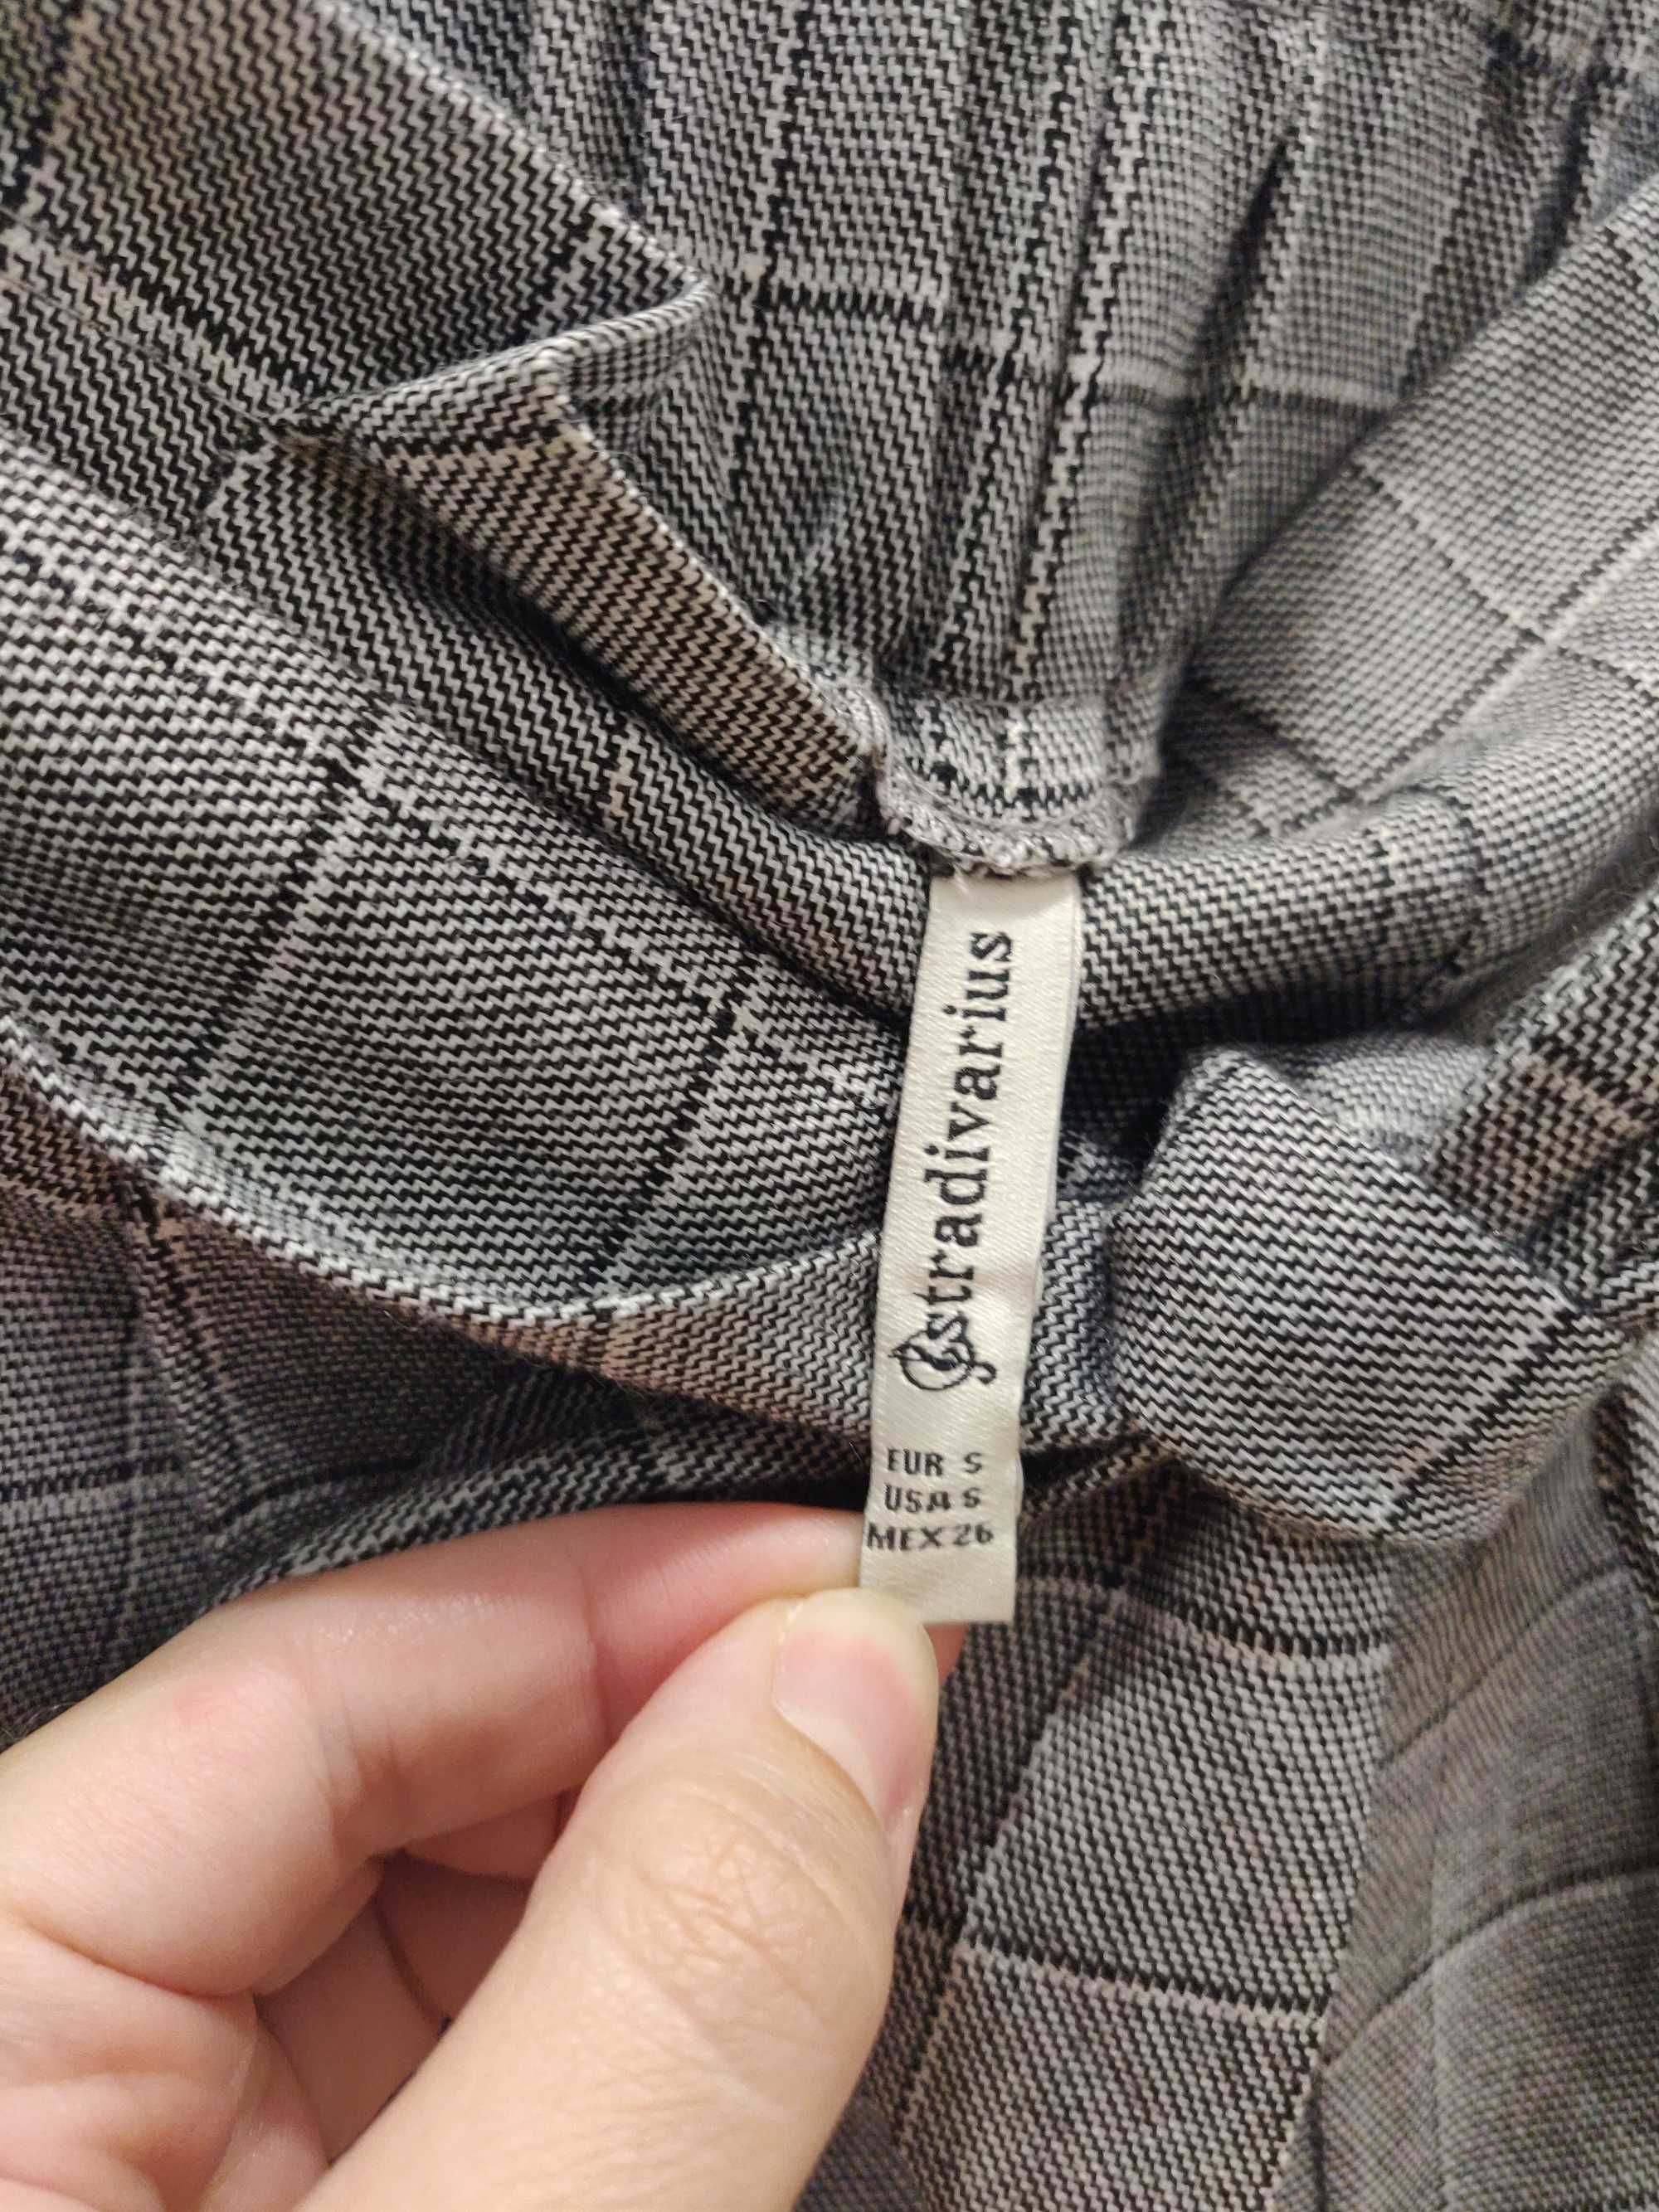 stradivarius
EUR S
USA S
MEX 26